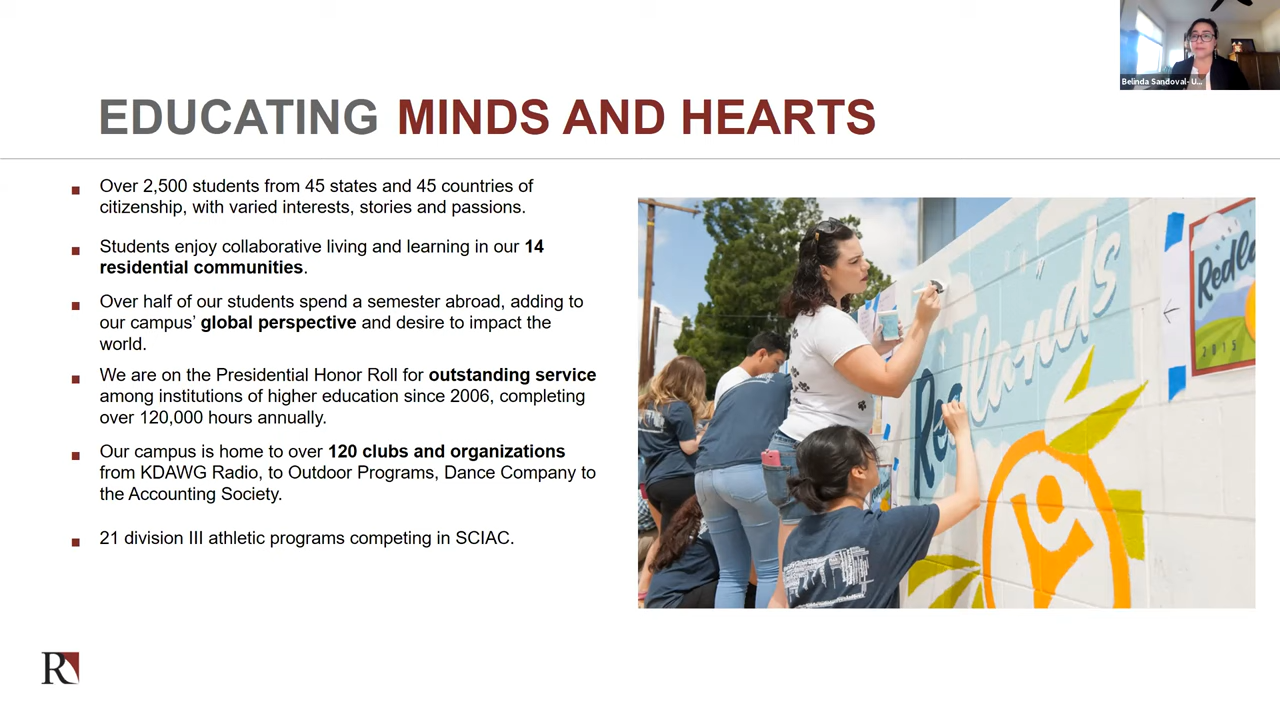 Belinda Sandoval- U...
EDUCATING MINDS AND HEARTS
Over 2,500 students from 45 states and 45 countries of
citizenship, with varied interests, stories and passions.
Students enjoy collaborative living and learning in our 14
residential communities.
Over half of our students spend a semester abroad, adding to
our campus’ global perspective and desire to impact the
world.
We are on the Presidential Honor Roll for outstanding service
among institutions of higher education since 2006, completing
over 120,000 hours annually.
Our campus is home to over 120 clubs and organizations
from KDAWG Radio, to Outdoor Programs, Dance Company to
the Accounting Society.
21 division III athletic programs competing in SCIAC.
Redlands
Redla
2015
R